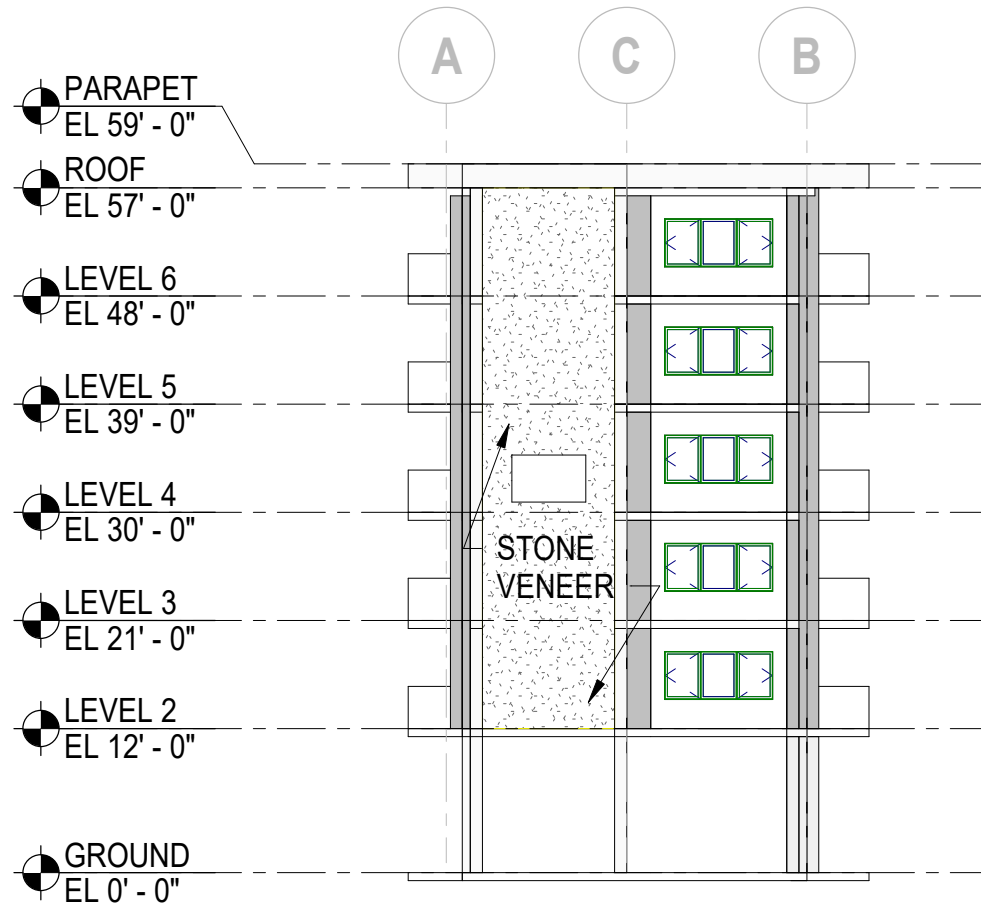 A
C
B
PARAPET
EL 59' - 0"
ROOF
EL 57' - 0"
LEVEL 6
EL 48' - 0"
LEVEL 5
EL 39' - 0"
LEVEL 4
EL 30' - 0"
STONE
VENEER
LEVEL 3
EL 21' - 0"
LEVEL 2
EL 12' - 0"
GROUND
EL 0' - 0"